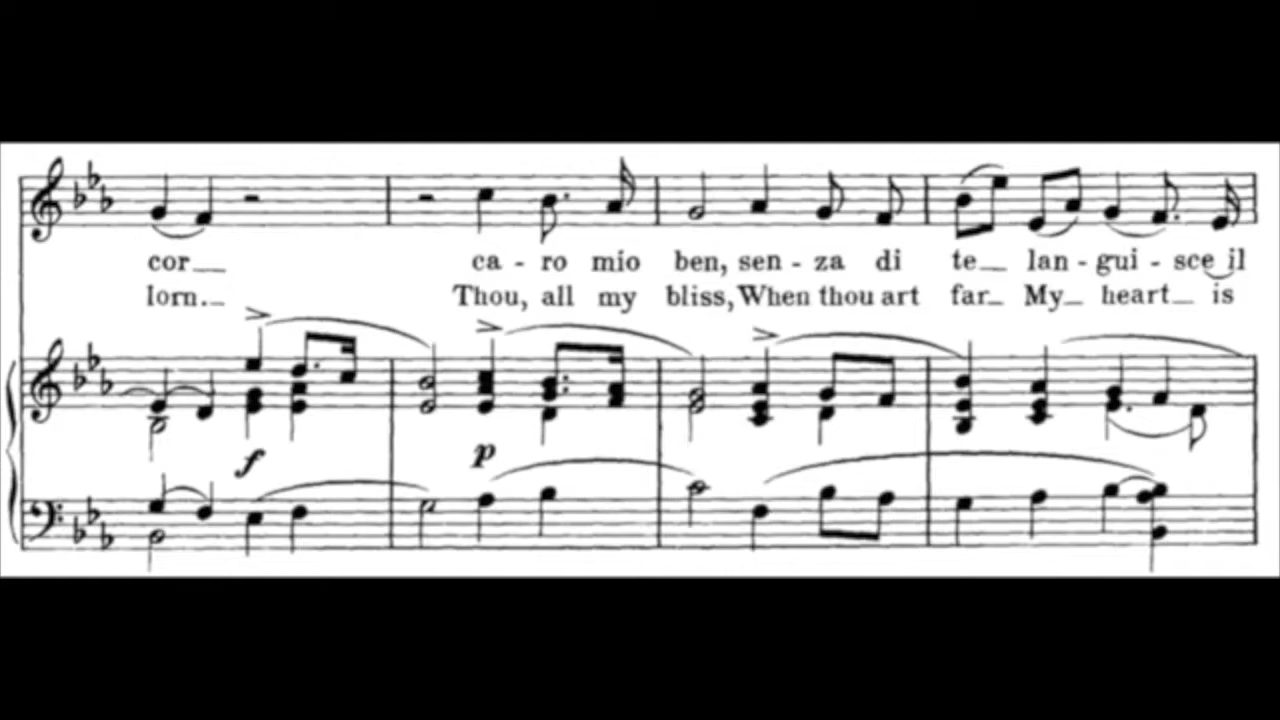 cor__ ca - ro mio ben, sen - za di te__ lan - gui - sce il
lorn.__ Thou, all my bliss, When thou art far__ My__ heart__ is
f
p